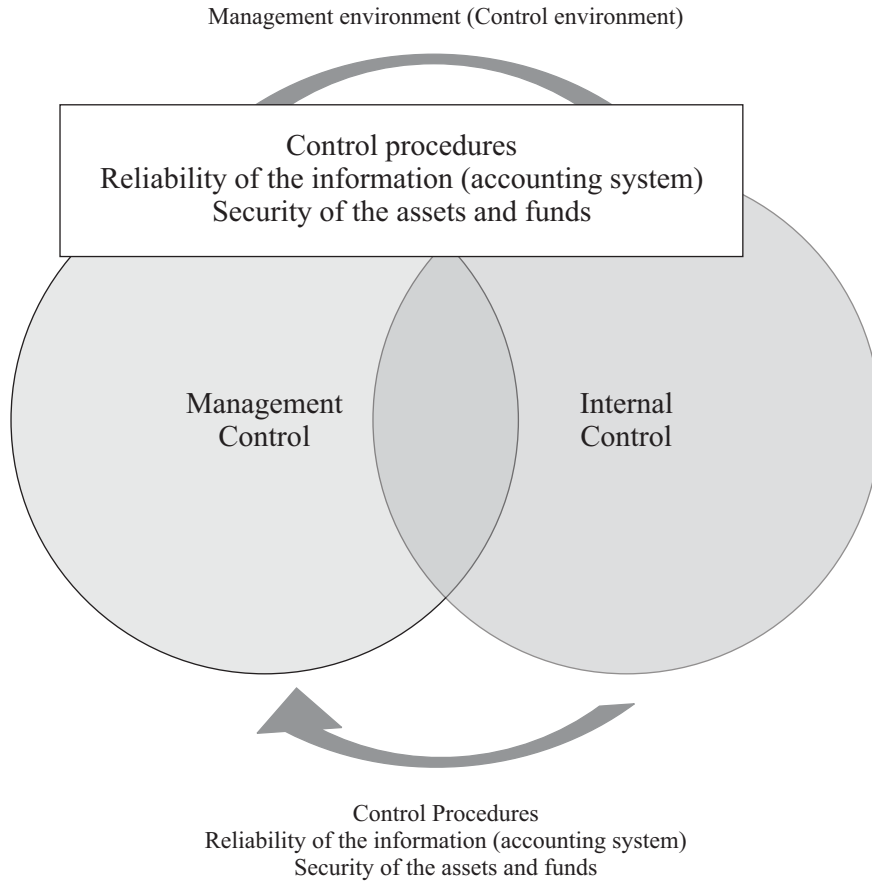 Management environment (Control environment)
Control procedures
Reliability of the information (accounting system)
Security of the assets and funds
Management
Control
Internal
Control
Control Procedures
Reliability of the information (accounting system)
Security of the assets and funds